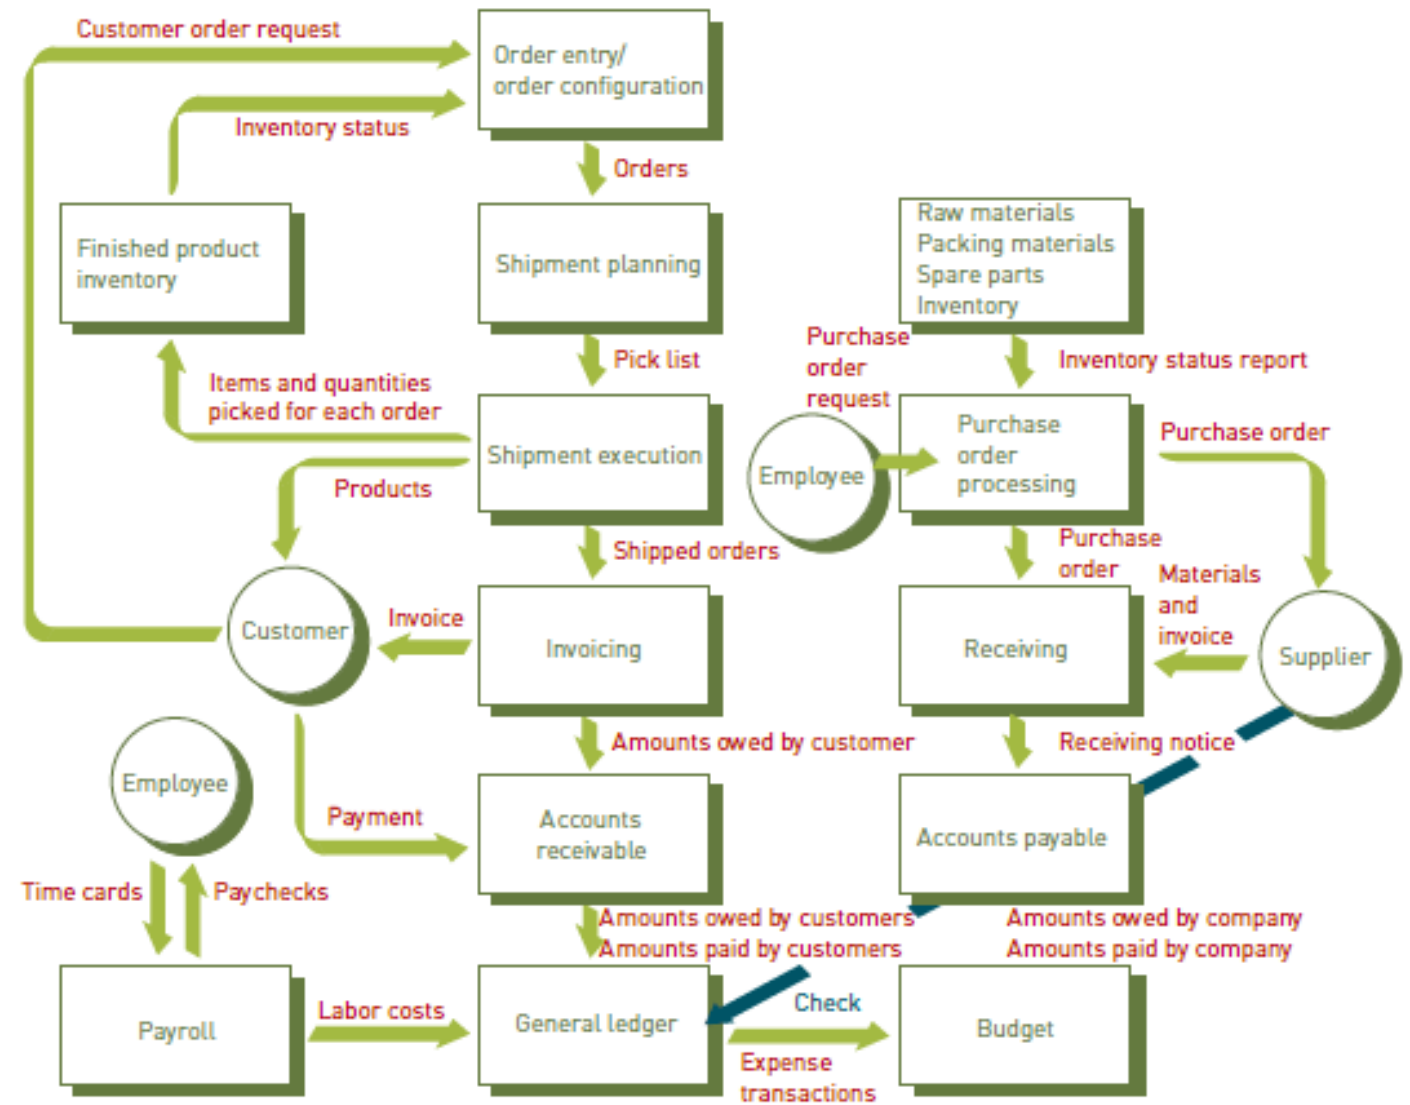 Customer order request
Order entry/
order configuration
Inventory status
Orders
Finished product
inventory
Shipment planning
Raw materials
Packing materials
Spare parts
Inventory
Pick list
Purchase
order
request
Inventory status report
Items and quantities
picked for each order
Shipment execution
Products
Employee
Purchase
order
processing
Purchase order
Shipped orders
Purchase
order
Materials
and
invoice
Customer
Invoice
Invoicing
Receiving
Supplier
Amounts owed by customer
Receiving notice
Employee
Payment
Accounts
receivable
Accounts payable
Time cards
Paychecks
Amounts owed by customers
Amounts paid by customers
Amounts owed by company
Amounts paid by company
Payroll
Labor costs
General ledger
Check
Expense
transactions
Budget